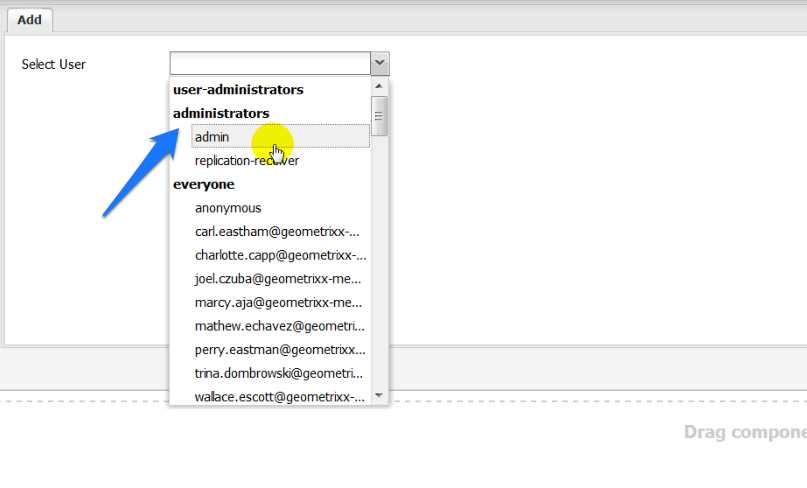 Add
Select User
user-administrators
administrators
admin
replication-receiver
everyone
anonymous
carl.eastham@geometrixx-...
charlotte.capp@geometrixx-...
joel.czuba@geometrixx-me...
marcy.aja@geometrixx-me...
mathew.echavez@geometri...
perry.eastman@geometrixx...
trina.dombrowski@geometri...
wallace.escott@geometrixx-...
Drag compone